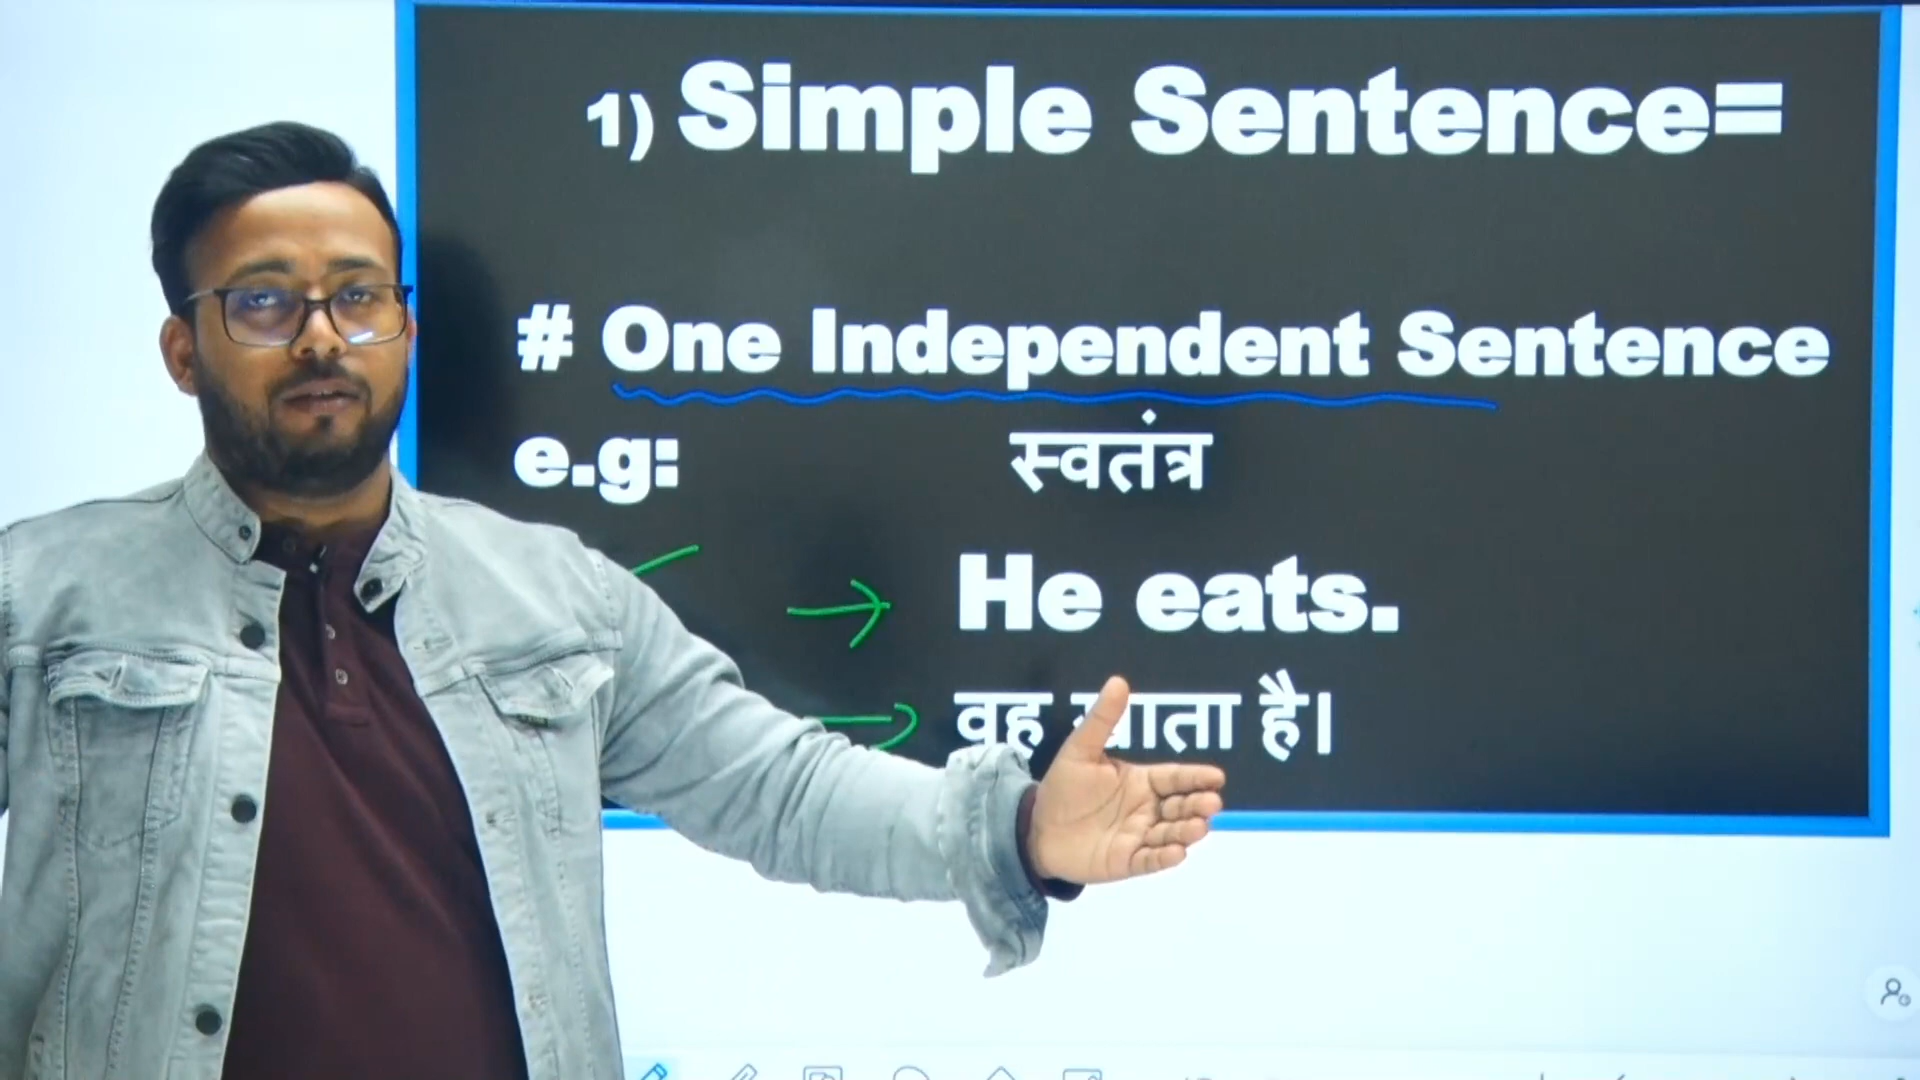 1) Simple Sentence=
# One Independent Sentence
e.g: स्वतंत्र
He eats.
वह खाता है।